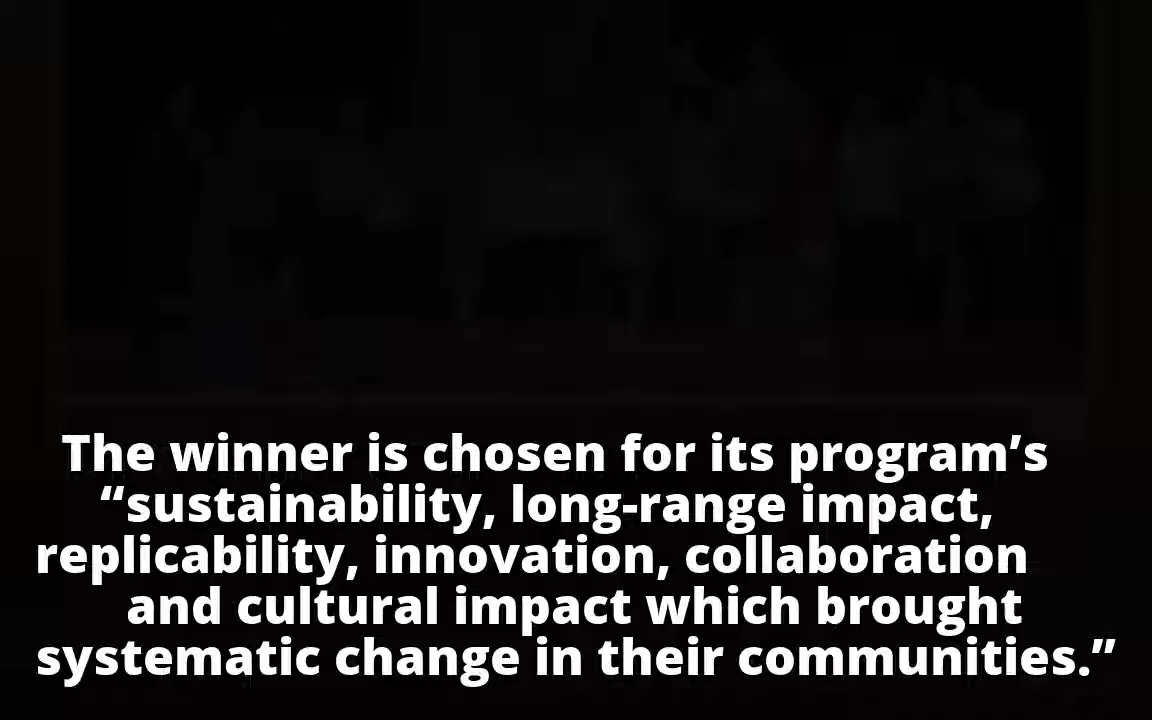 The winner is chosen for its program’s
“sustainability, long-range impact,
replicability, innovation, collaboration
and cultural impact which brought
systematic change in their communities.”